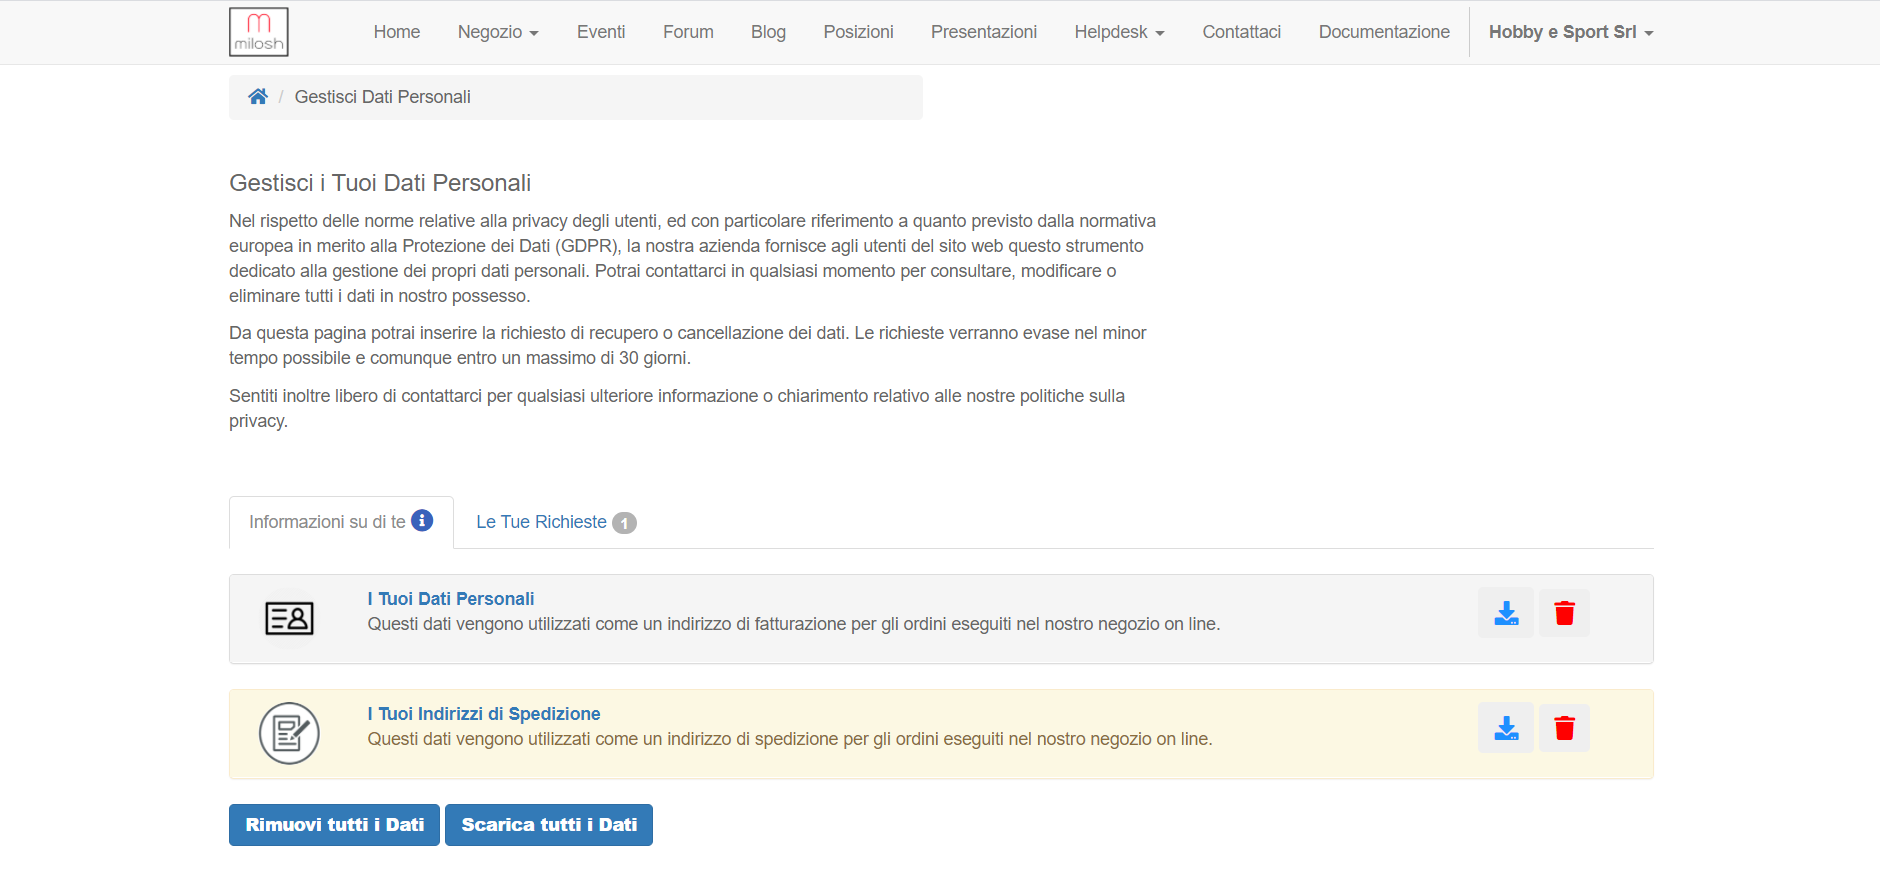 m
milosh
Home
Negozio
Eventi
Forum
Blog
Posizioni
Presentazioni
Helpdesk
Contattaci
Documentazione
Hobby e Sport Srl
/ Gestisci Dati Personali
Gestisci i Tuoi Dati Personali
Nel rispetto delle norme relative alla privacy degli utenti, ed con particolare riferimento a quanto previsto dalla normativa
europea in merito alla Protezione dei Dati (GDPR), la nostra azienda fornisce agli utenti del sito web questo strumento
dedicato alla gestione dei propri dati personali. Potrai contattarci in qualsiasi momento per consultare, modificare o
eliminare tutti i dati in nostro possesso.
Da questa pagina potrai inserire la richiesto di recupero o cancellazione dei dati. Le richieste verranno evase nel minor
tempo possibile e comunque entro un massimo di 30 giorni.
Sentiti inoltre libero di contattarci per qualsiasi ulteriore informazione o chiarimento relativo alle nostre politiche sulla
privacy.
Informazioni su di te
Le Tue Richieste 1
I Tuoi Dati Personali
Questi dati vengono utilizzati come un indirizzo di fatturazione per gli ordini eseguiti nel nostro negozio on line.
I Tuoi Indirizzi di Spedizione
Questi dati vengono utilizzati come un indirizzo di spedizione per gli ordini eseguiti nel nostro negozio on line.
Rimuovi tutti i Dati
Scarica tutti i Dati